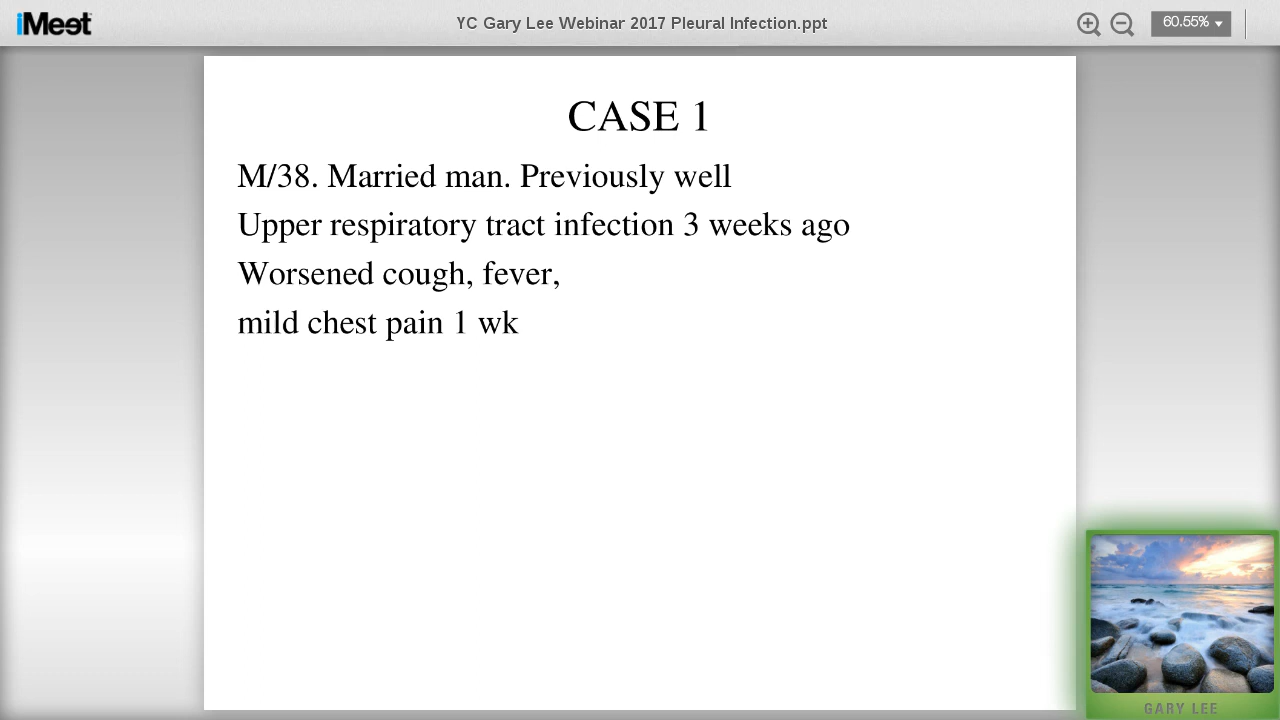 iMeet
YC Gary Lee Webinar 2017 Pleural Infection.ppt
60.55%
CASE 1
M/38. Married man. Previously well
Upper respiratory tract infection 3 weeks ago
Worsened cough, fever,
mild chest pain 1 wk
GARY LEE